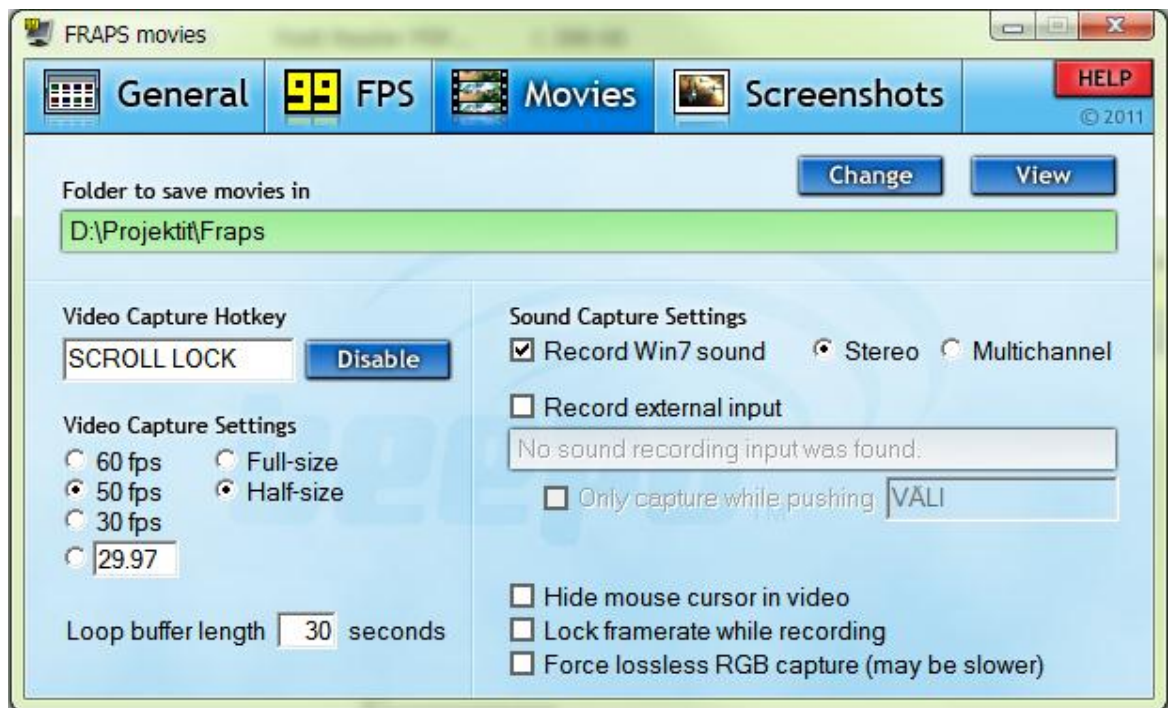 FRAPS movies
99 General 99 FPS Movies Screenshots HELP
© 2011
Change View
Folder to save movies in
D:\Projektit\Fraps
Video Capture Hotkey
SCROLL LOCK Disable
Video Capture Settings
60 fps Full-size
50 fps Half-size
30 fps
29.97
Loop buffer length 30 seconds
Sound Capture Settings
Record Win7 sound Stereo Multichannel
Record external input
No sound recording input was found.
Only capture while pushing VÄLI
Hide mouse cursor in video
Lock framerate while recording
Force lossless RGB capture (may be slower)
beepa